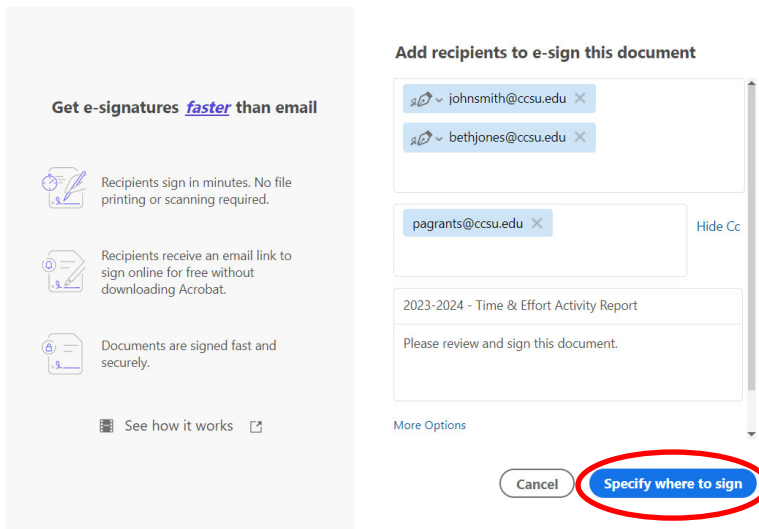 Get e-signatures faster than email
Recipients sign in minutes. No file
printing or scanning required.
Recipients receive an email link to
sign online for free without
downloading Acrobat.
Documents are signed fast and
securely.
See how it works
Add recipients to e-sign this document
johnsmith@ccsu.edu
bethjones@ccsu.edu
pagrants@ccsu.edu
Hide Cc
2023-2024 - Time & Effort Activity Report
Please review and sign this document.
More Options
Cancel
Specify where to sign